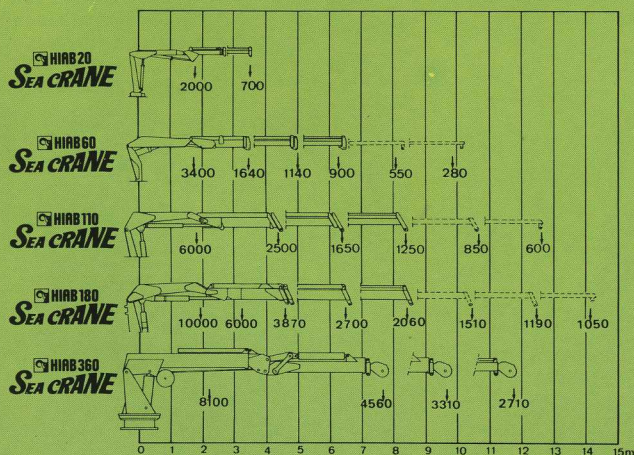 HIAB 20
SEA CRANE
2000 700
HIAB 60
SEA CRANE
3400 1640 1140 900 550 280
HIAB 110
SEA CRANE
6000 2500 1650 1250 850 600
HIAB 180
SEA CRANE
10000 6000 3870 2700 2060 1510 1190 1050
HIAB 360
SEA CRANE
8100 4560 3310 2710
0 1 2 3 4 5 6 7 8 9 10 11 12 13 14 15m